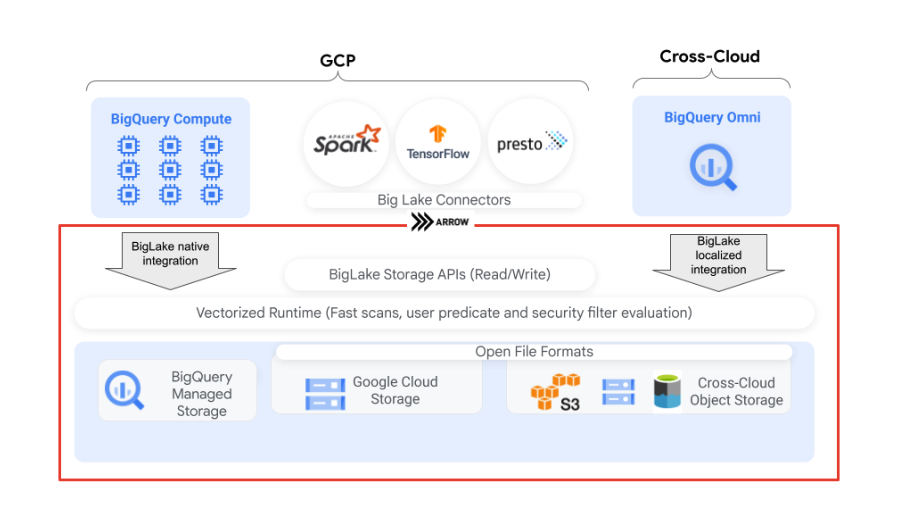 GCP
Cross-Cloud
BigQuery Compute
APACHE
Spark
TensorFlow
presto
BigQuery Omni
Big Lake Connectors
ARROW
BigLake native
integration
BigLake
localized
integration
BigLake Storage APIs (Read/Write)
Vectorized Runtime (Fast scans, user predicate and security filter evaluation)
Open File Formats
BigQuery
Managed
Storage
Google Cloud
Storage
S3
Cross-Cloud
Object Storage